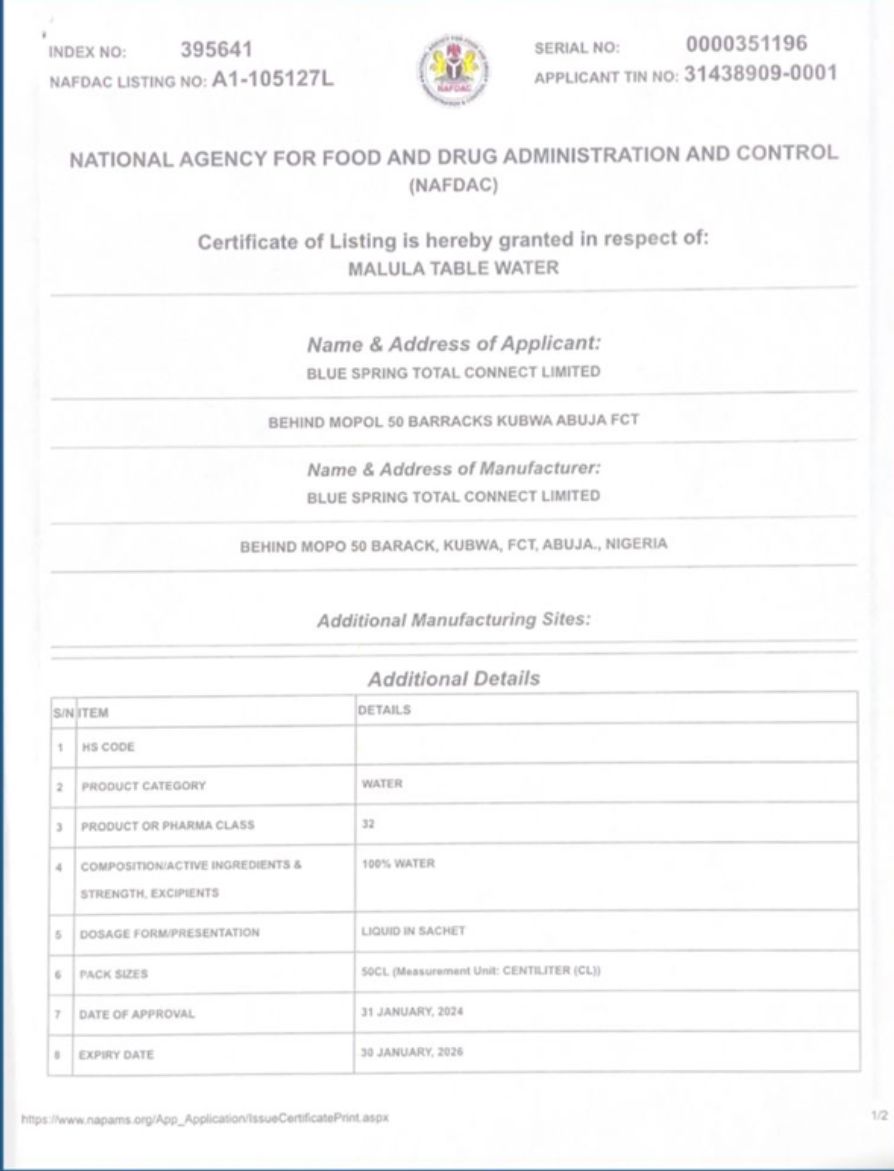 INDEX NO: 395641
NAFDAC LISTING NO: A1-105127L
NAFDAC
SERIAL NO: 0000351196
APPLICANT TIN NO: 31438909-0001
NATIONAL AGENCY FOR FOOD AND DRUG ADMINISTRATION AND CONTROL
(NAFDAC)
Certificate of Listing is hereby granted in respect of:
MALULA TABLE WATER
Name & Address of Applicant:
BLUE SPRING TOTAL CONNECT LIMITED
BEHIND MOPOL 50 BARRACKS KUBWA ABUJA FCT
Name & Address of Manufacturer:
BLUE SPRING TOTAL CONNECT LIMITED
BEHIND MOPO 50 BARACK, KUBWA, FCT, ABUJA., NIGERIA
Additional Manufacturing Sites:
Additional Details
S/N ITEM DETAILS
1 HS CODE
2 PRODUCT CATEGORY WATER
3 PRODUCT OR PHARMA CLASS 32
4 COMPOSITION/ACTIVE INGREDIENTS & 100% WATER
STRENGTH, EXCIPIENTS
5 DOSAGE FORM/PRESENTATION LIQUID IN SACHET
6 PACK SIZES 50CL (Measurement Unit: CENTILITER (CL))
7 DATE OF APPROVAL 31 JANUARY, 2024
8 EXPIRY DATE 30 JANUARY, 2026
https://www.napams.org/App_Application/IssueCertificatePrint.aspx 1/2